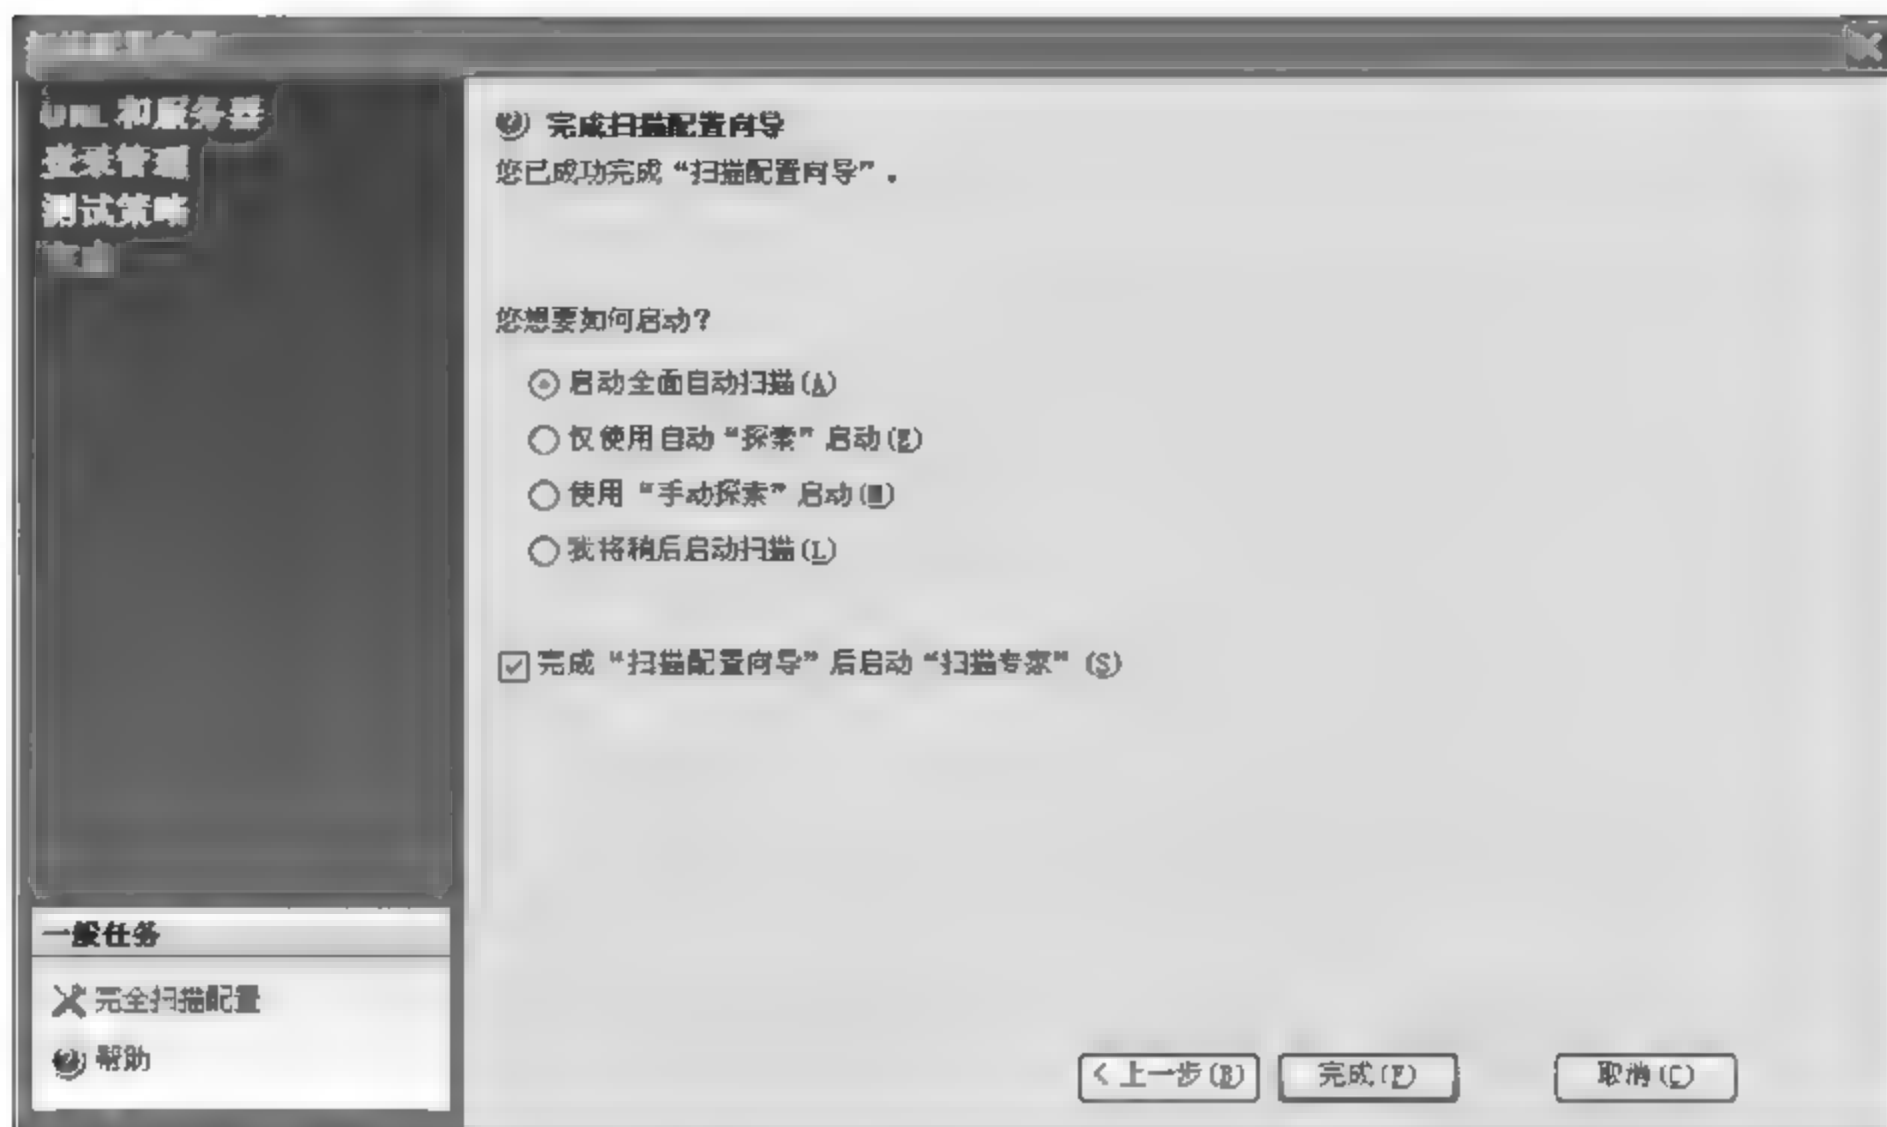 URL 和服务器
登录管理
测试策略
完成扫描配置向导
您已成功完成“扫描配置向导”。
您想要如何启动?
启动全面自动扫描(A)
仅使用自动“探索”启动(E)
使用“手动探索”启动
我将稍后启动扫描(L)
完成“扫描配置向导”后启动“扫描专家”(S)
一般任务
完全扫描配置
帮助
<上一步(B)
完成(F)
取消(C)